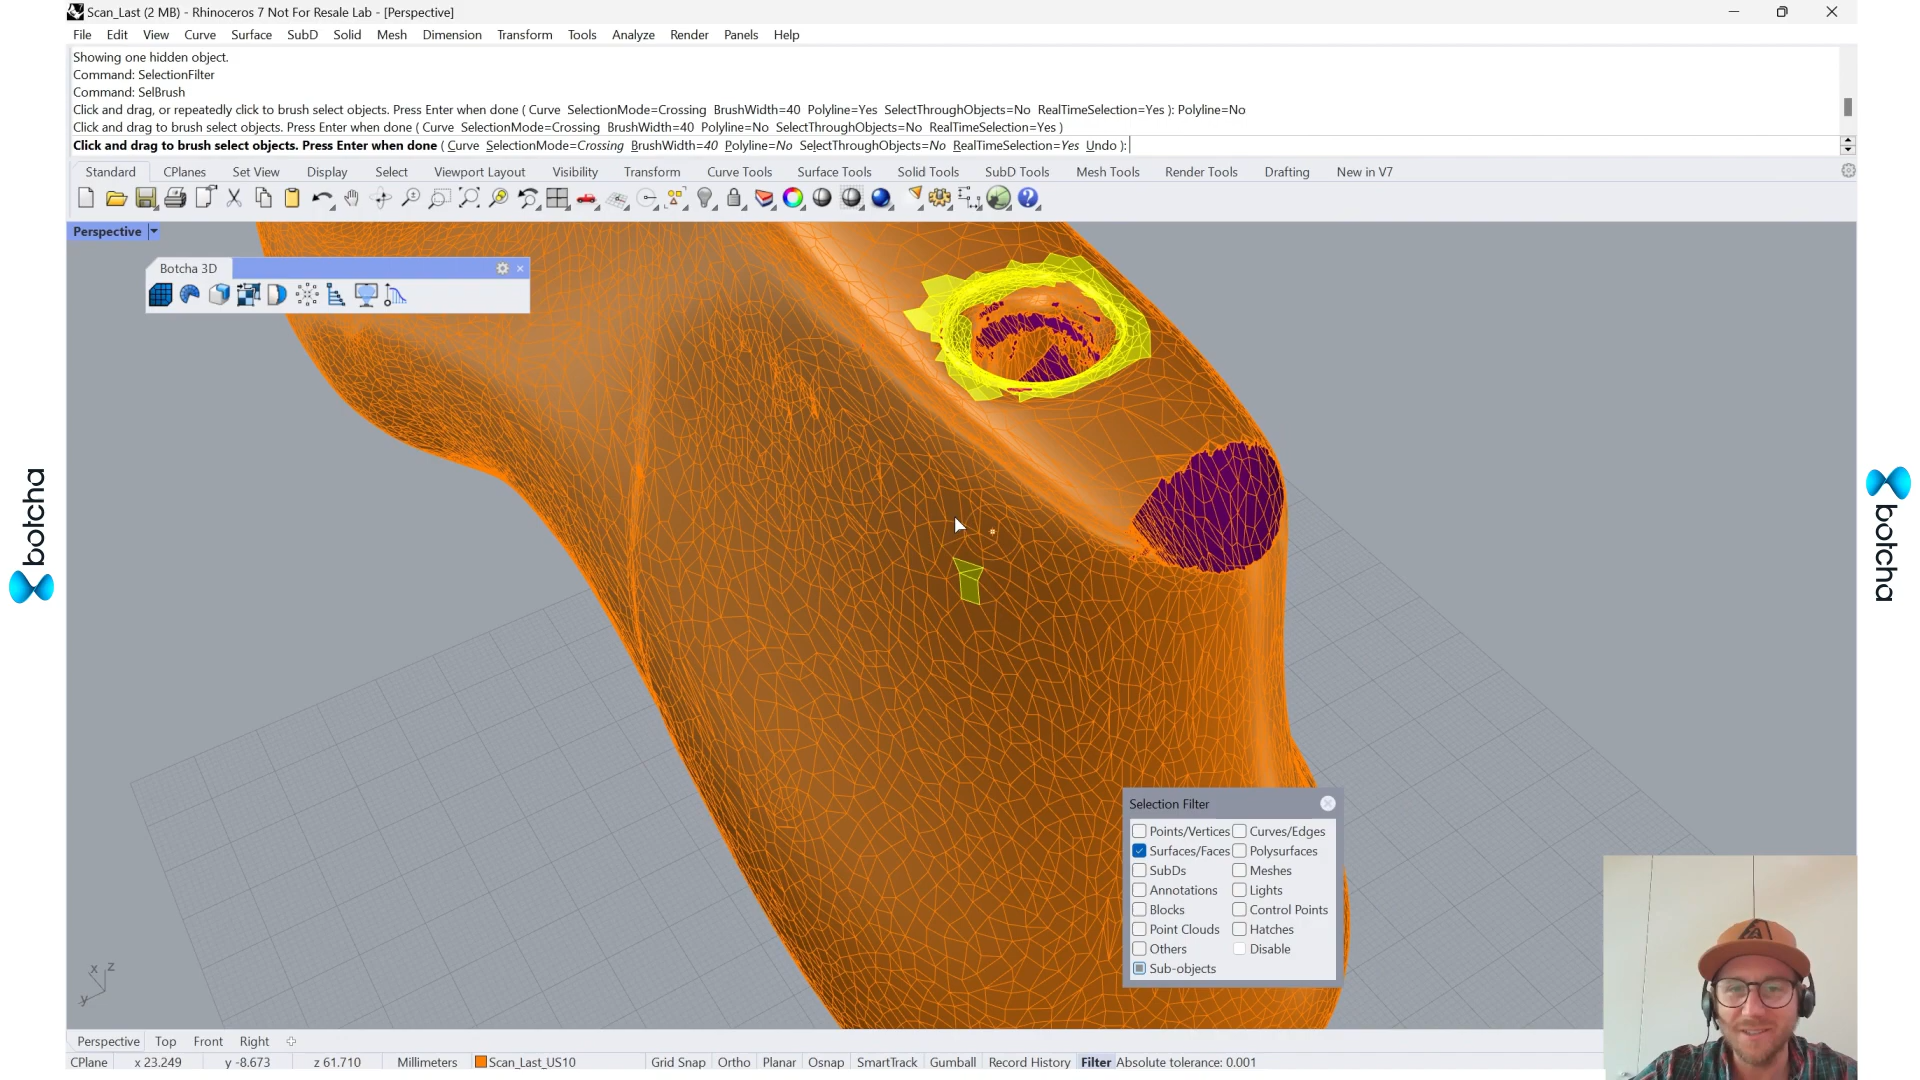 Scan_Last (2 MB) - Rhinoceros 7 Not For Resale Lab - [Perspective]
File Edit View Curve Surface SubD Solid Mesh Dimension Transform Tools Analyze Render Panels Help
Showing one hidden object.
Command: SelectionFilter
Command: SelBrush
Click and drag, or repeatedly click to brush select objects. Press Enter when done ( Curve SelectionMode=Crossing BrushWidth=40 Polyline=Yes SelectThroughObjects=No RealTimeSelection=Yes ): Polyline=No
Click and drag to brush select objects. Press Enter when done ( Curve SelectionMode=Crossing BrushWidth=40 Polyline=No SelectThroughObjects=No RealTimeSelection=Yes )
Click and drag to brush select objects. Press Enter when done ( Curve SelectionMode=Crossing BrushWidth=40 Polyline=No SelectThroughObjects=No RealTimeSelection=Yes Undo ):
Standard CPlanes Set View Display Select Viewport Layout Visibility Transform Curve Tools Surface Tools Solid Tools SubD Tools Mesh Tools Render Tools Drafting New in V7
Perspective
Botcha 3D
botcha
botcha
Selection Filter
Points/Vertices Curves/Edges
Surfaces/Faces Polysurfaces
SubDs Meshes
Annotations Lights
Blocks Control Points
Point Clouds Hatches
Others Disable
Sub-objects
x z
y
A
Perspective Top Front Right
CPlane x 23.249 y -8.673 z 61.710 Millimeters Scan_Last_US10 Grid Snap Ortho Planar Osnap SmartTrack Gumball Record History Filter Absolute tolerance: 0.001